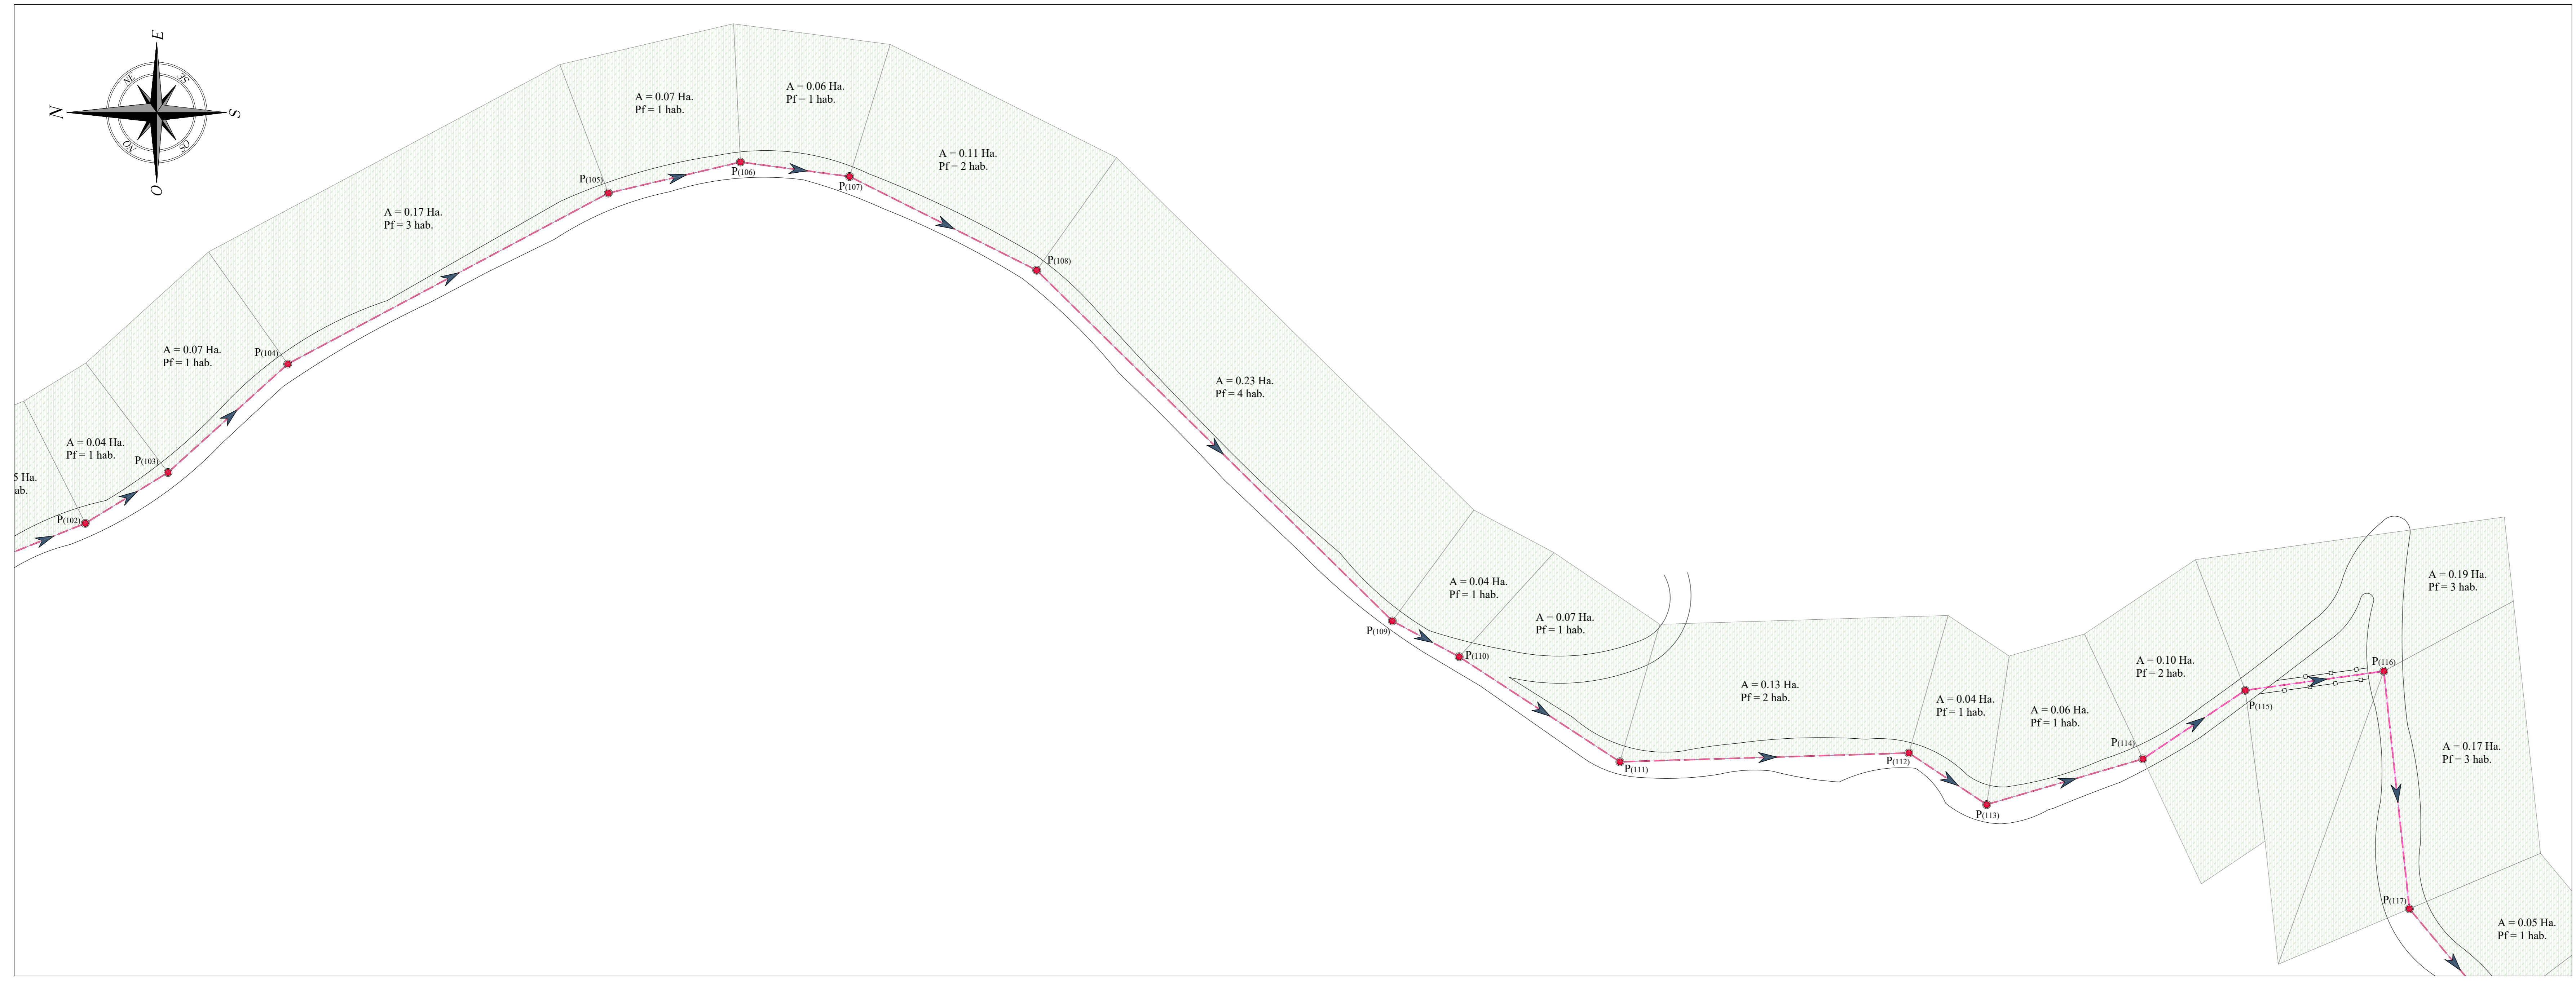 E
NE
SE
N
S
NO
SO
O
A = 0.07 Ha.
Pf = 1 hab.
A = 0.06 Ha.
Pf = 1 hab.
A = 0.11 Ha.
Pf = 2 hab.
A = 0.17 Ha.
Pf = 3 hab.
P(105)
P(106)
P(107)
P(108)
A = 0.07 Ha.
Pf = 1 hab.
P(104)
A = 0.23 Ha.
Pf = 4 hab.
A = 0.04 Ha.
Pf = 1 hab.
P(103)
5 Ha.
ab.
P(102)
A = 0.04 Ha.
Pf = 1 hab.
P(109)
P(110)
A = 0.07 Ha.
Pf = 1 hab.
P(111)
A = 0.13 Ha.
Pf = 2 hab.
P(112)
A = 0.04 Ha.
Pf = 1 hab.
P(113)
A = 0.06 Ha.
Pf = 1 hab.
P(114)
A = 0.10 Ha.
Pf = 2 hab.
P(115)
P(116)
A = 0.19 Ha.
Pf = 3 hab.
A = 0.17 Ha.
Pf = 3 hab.
P(117)
A = 0.05 Ha.
Pf = 1 hab.